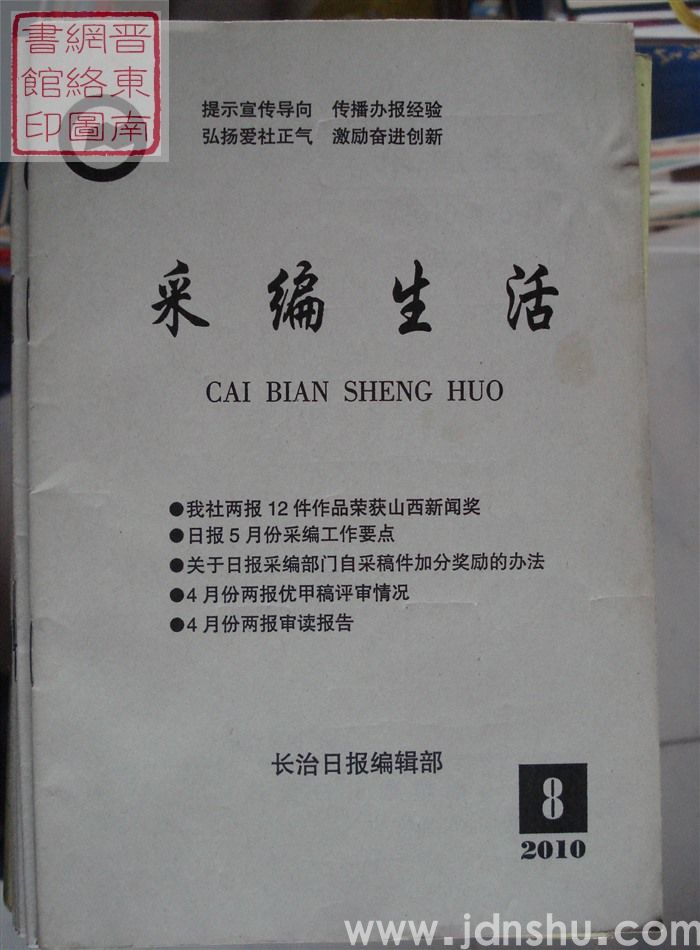 晋东南
網絡圖
書館印
提示宣传导向 传播办报经验
弘扬爱社正气 激励奋进创新
采编生活
CAI BIAN SHENG HUO
●我社两报12件作品荣获山西新闻奖
●日报5月份采编工作要点
●关于日报采编部门自采稿件加分奖励的办法
●4月份两报优甲稿评审情况
●4月份两报审读报告
长治日报编辑部
8
2010
www.jdnshu.com